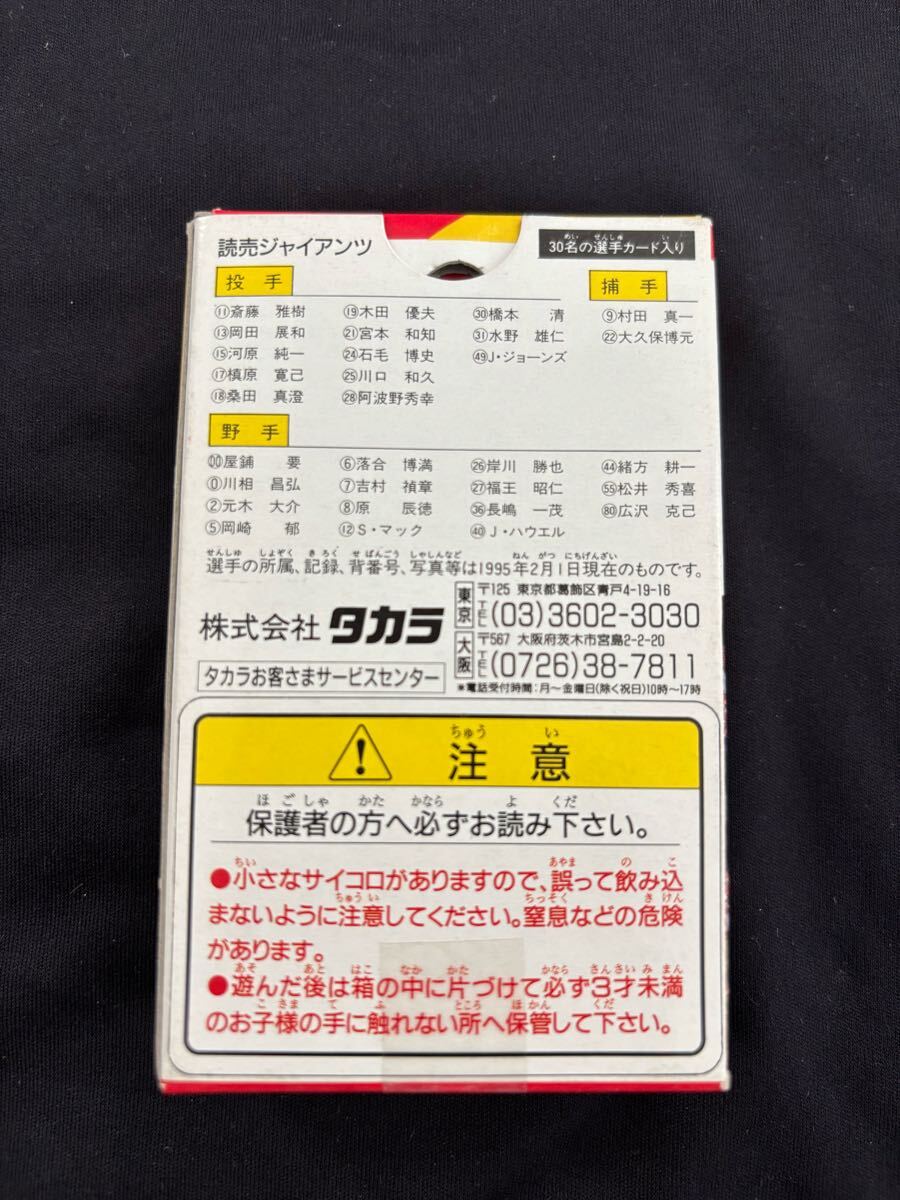 読売ジャイアンツ
30名の選手カード入り
投手
⑪斎藤 雅樹 ⑲木田 優夫 ㉚橋本 清
⑬岡田 展和 ㉑宮本 和知 ㉛水野 雄仁
⑮河原 純一 ㉔石毛 博史 ㊾J・ジョーンズ
⑰槙原 寛己 ㉕川口 和久
⑱桑田 真澄 ㉘阿波野秀幸
捕手
⑨村田 真一
㉒大久保博元
野手
00屋鋪 要 ⑥落合 博満 ㉖岸川 勝也 ㊹緒方 耕一
⓪川相 昌弘 ⑦吉村 禎章 ㉗福王 昭仁 55松井 秀喜
②元木 大介 ⑧原 辰徳 ㊱長嶋 一茂 80広沢 克己
⑤岡崎 郁 ⑫S・マック ㊵J・ハウエル
選手の所属、記録、背番号、写真等は1995年2月1日現在のものです。
株式会社 タカラ
タカラお客さまサービスセンター
東京 〒125 東京都葛飾区青戸4-19-16
TEL (03)3602-3030
大阪 〒567 大阪府茨木市宮島2-2-20
TEL (0726)38-7811
*電話受付時間:月~金曜日(除く祝日)10時~17時
注意
保護者の方へ必ずお読み下さい。
●小さなサイコロがありますので、誤って飲み込
まないように注意してください。窒息などの危険
があります。
●遊んだ後は箱の中に片づけて必ず3才未満
のお子様の手に触れない所へ保管して下さい。